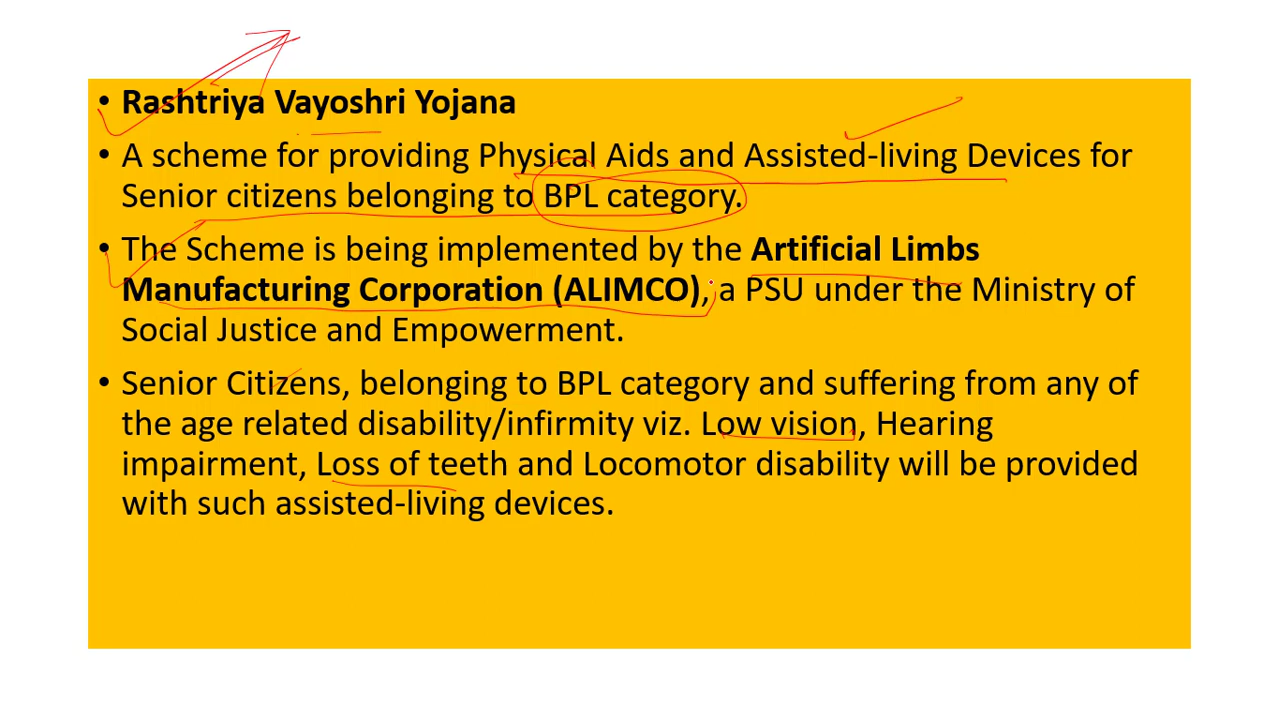 • Rashtriya Vayoshri Yojana
• A scheme for providing Physical Aids and Assisted-living Devices for
Senior citizens belonging to BPL category.
• The Scheme is being implemented by the Artificial Limbs
Manufacturing Corporation (ALIMCO), a PSU under the Ministry of
Social Justice and Empowerment.
• Senior Citizens, belonging to BPL category and suffering from any of
the age related disability/infirmity viz. Low vision, Hearing
impairment, Loss of teeth and Locomotor disability will be provided
with such assisted-living devices.